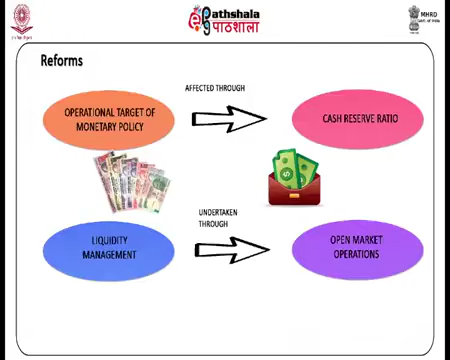 Pathshala
पाठशाला
MHRD
Reforms
AFFECTED THROUGH
OPERATIONAL TARGET OF
MONETARY POLICY
CASH RESERVE RATIO
UNDERTAKEN
THROUGH
LIQUIDITY
MANAGEMENT
OPEN MARKET
OPERATIONS